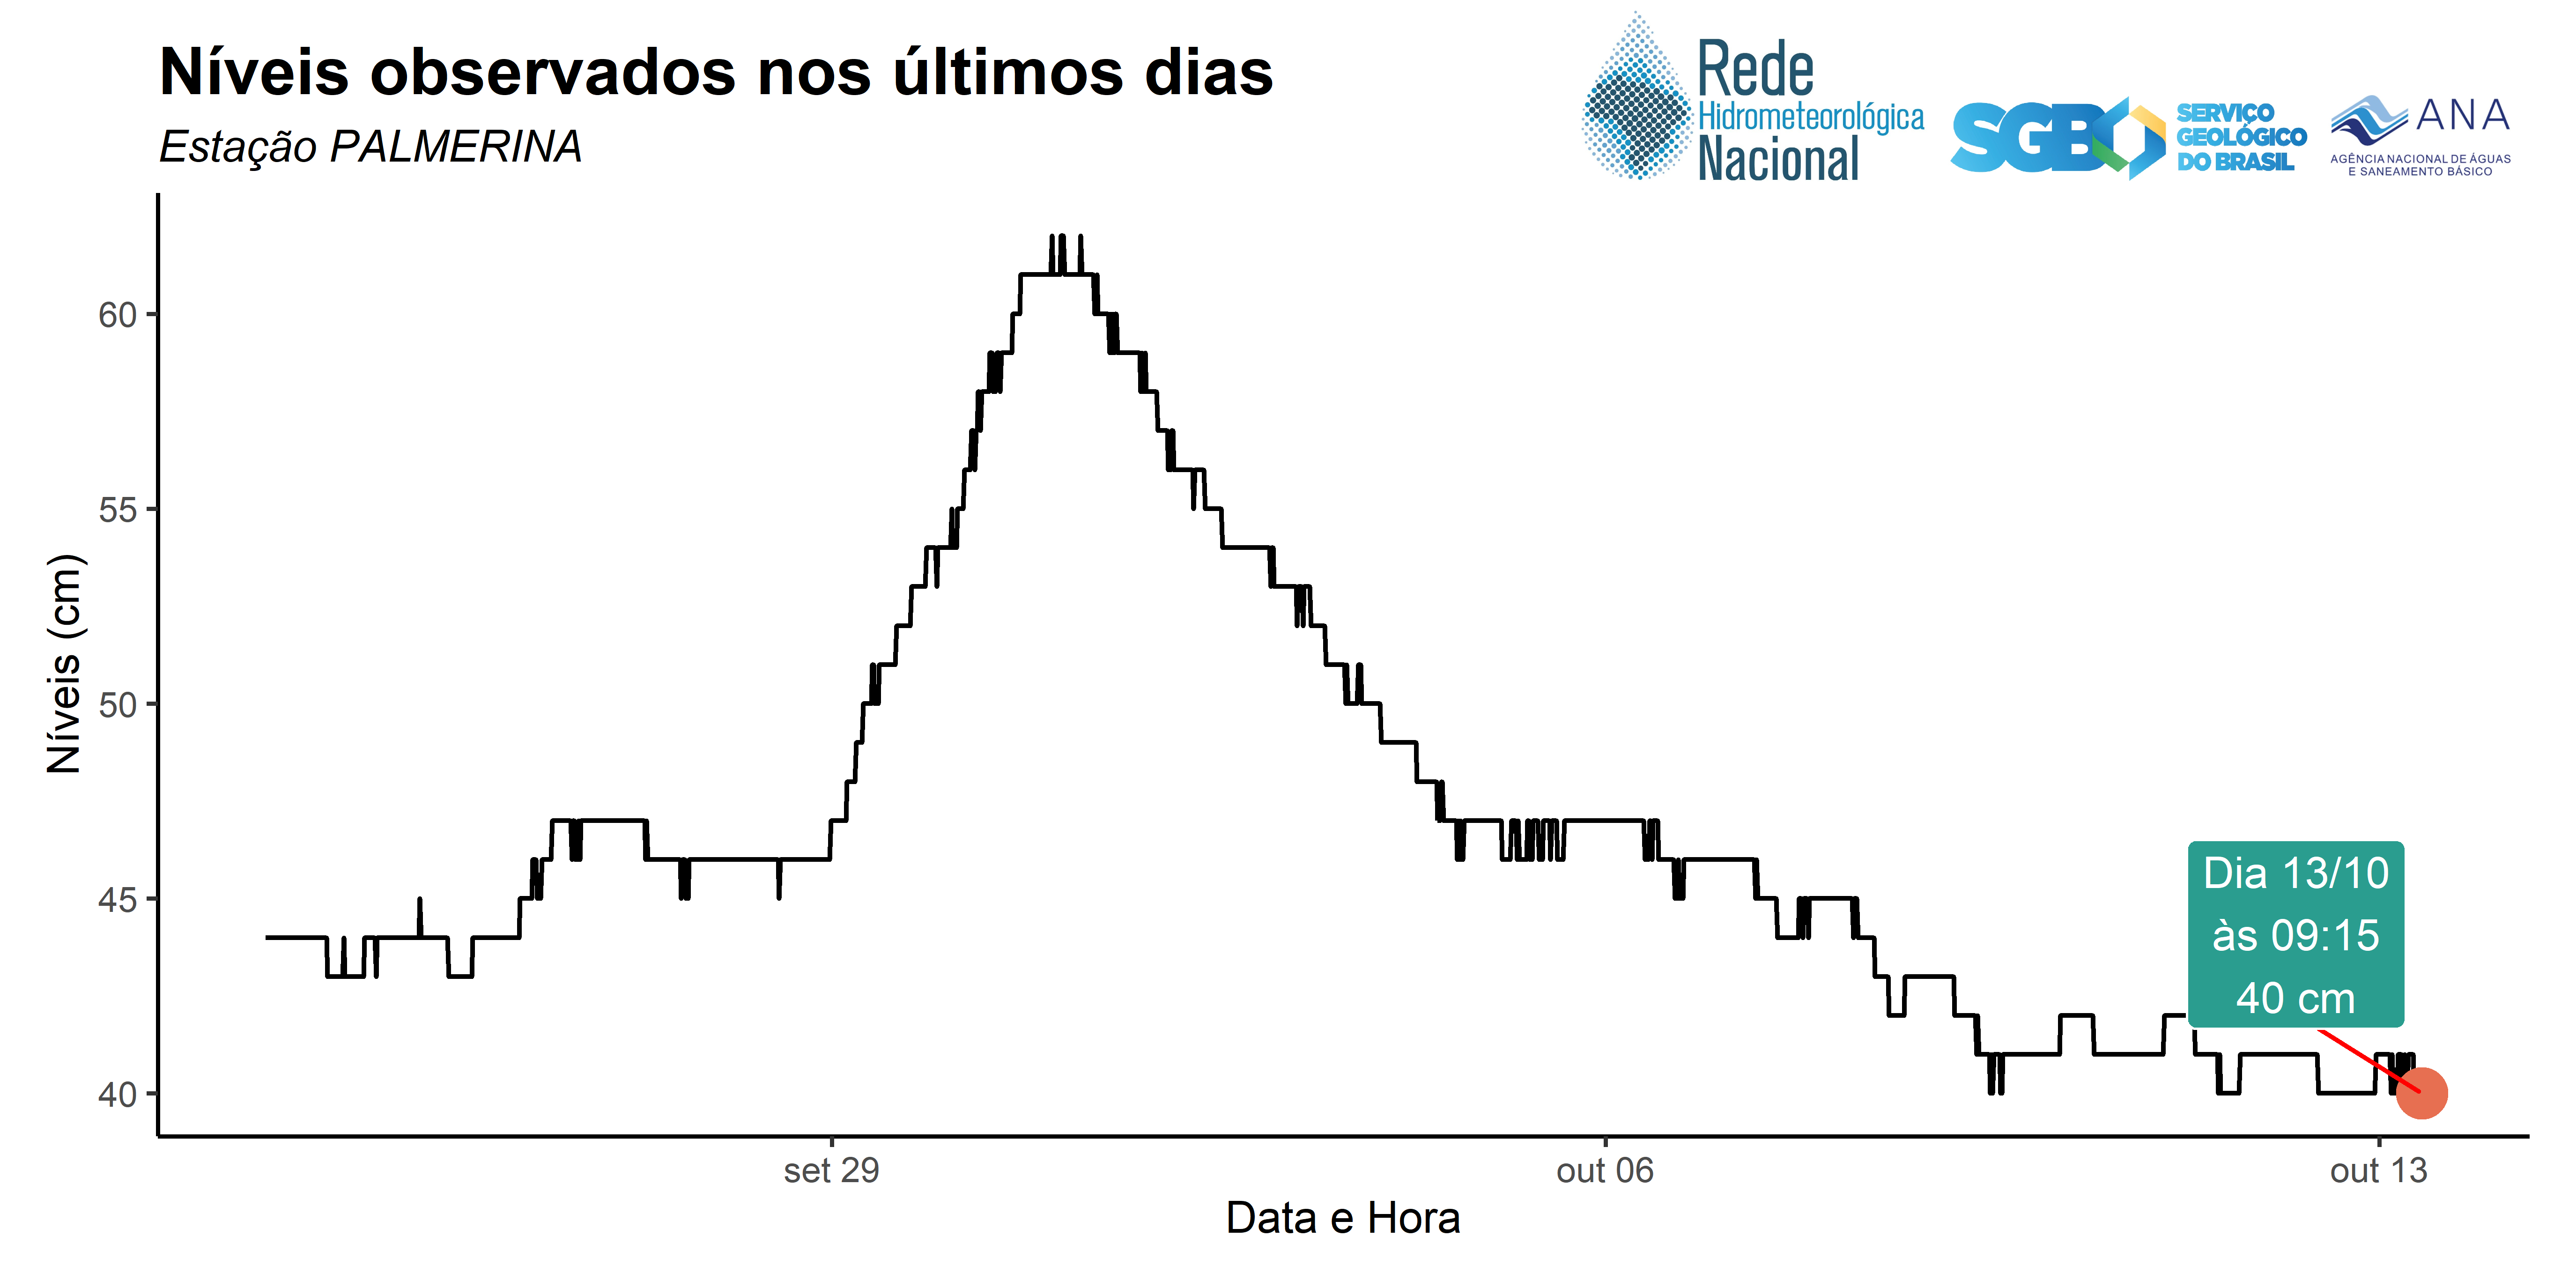 Níveis observados nos últimos dias
Estação PALMERINA
Rede
Hidrometeorológica
Nacional
SGB
SERVIÇO
GEOLÓGICO
DO BRASIL
ANA
AGÊNCIA NACIONAL DE ÁGUAS
E SANEAMENTO BÁSICO
Níveis (cm)
60
55
50
45
40
Dia 13/10
às 09:15
40 cm
set 29
out 06
out 13
Data e Hora